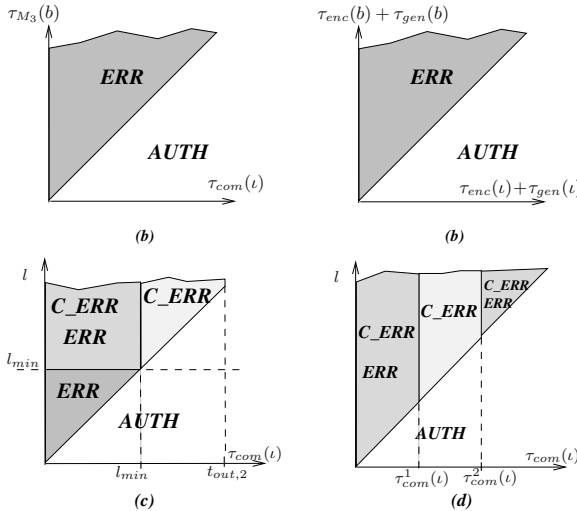 τ_{M_3}(b)
τ_{enc}(b) + τ_{gen}(b)
ERR
ERR
AUTH
AUTH
τ_{com}(ι)
τ_{enc}(ι)+τ_{gen}(ι)
(b)
(b)
l
l
C_ERR
C_ERR
C_ERR
ERR
C_ERR
C_ERR
ERR
l_{min}
ERR
ERR
AUTH
AUTH
τ_{com}(ι)
τ_{com}(ι)
l_{min}
t_{out,2}
τ^1_{com}(ι)
τ^2_{com}(ι)
(c)
(d)